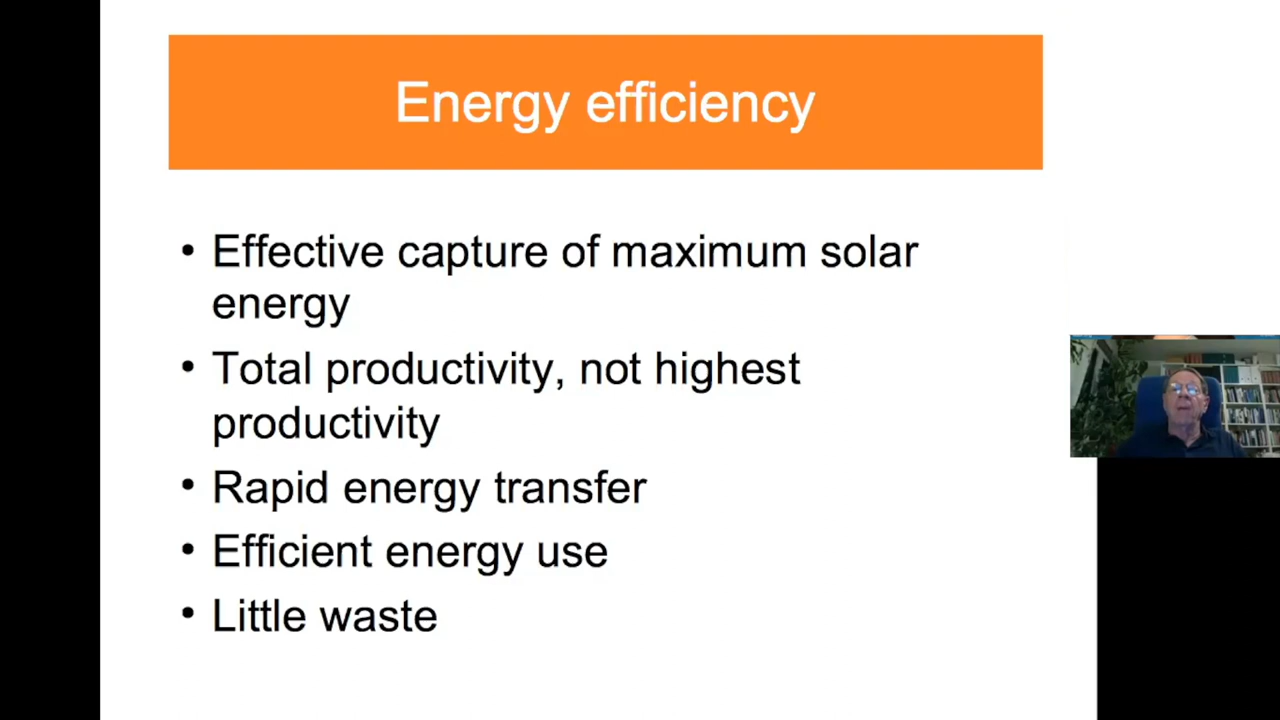 Energy efficiency
• Effective capture of maximum solar
energy
• Total productivity, not highest
productivity
• Rapid energy transfer
• Efficient energy use
• Little waste